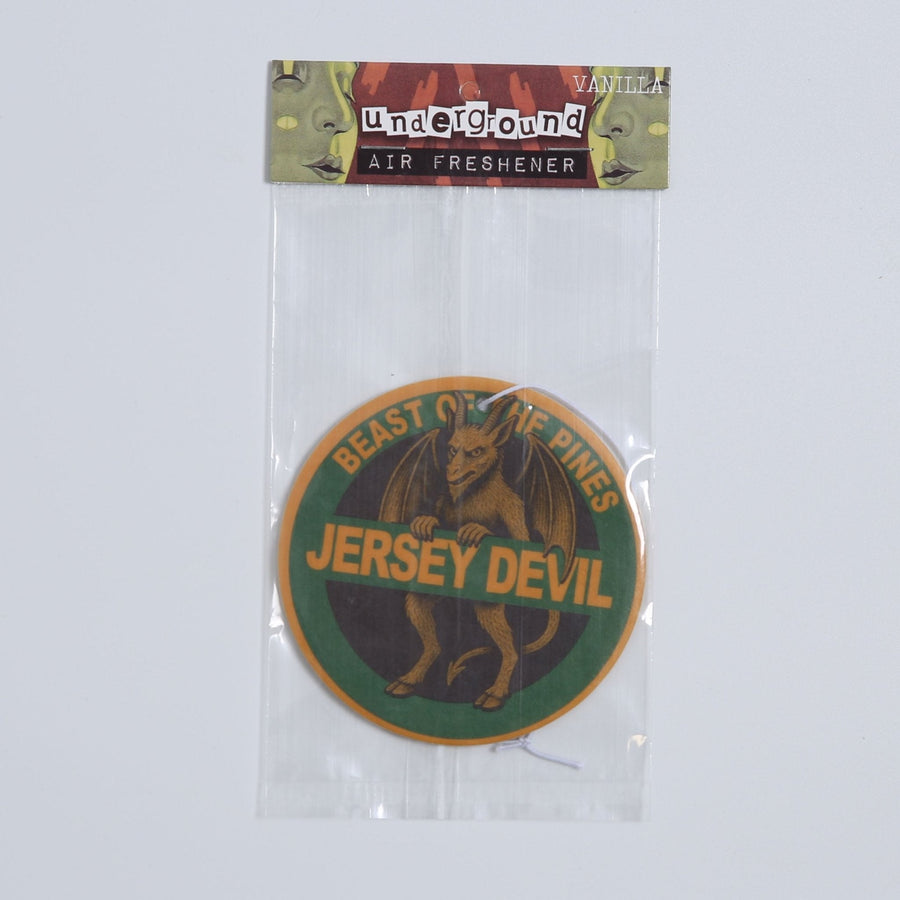 VANILLA
underground
AIR FRESHENER
BEAST OF THE PINES
JERSEY DEVIL